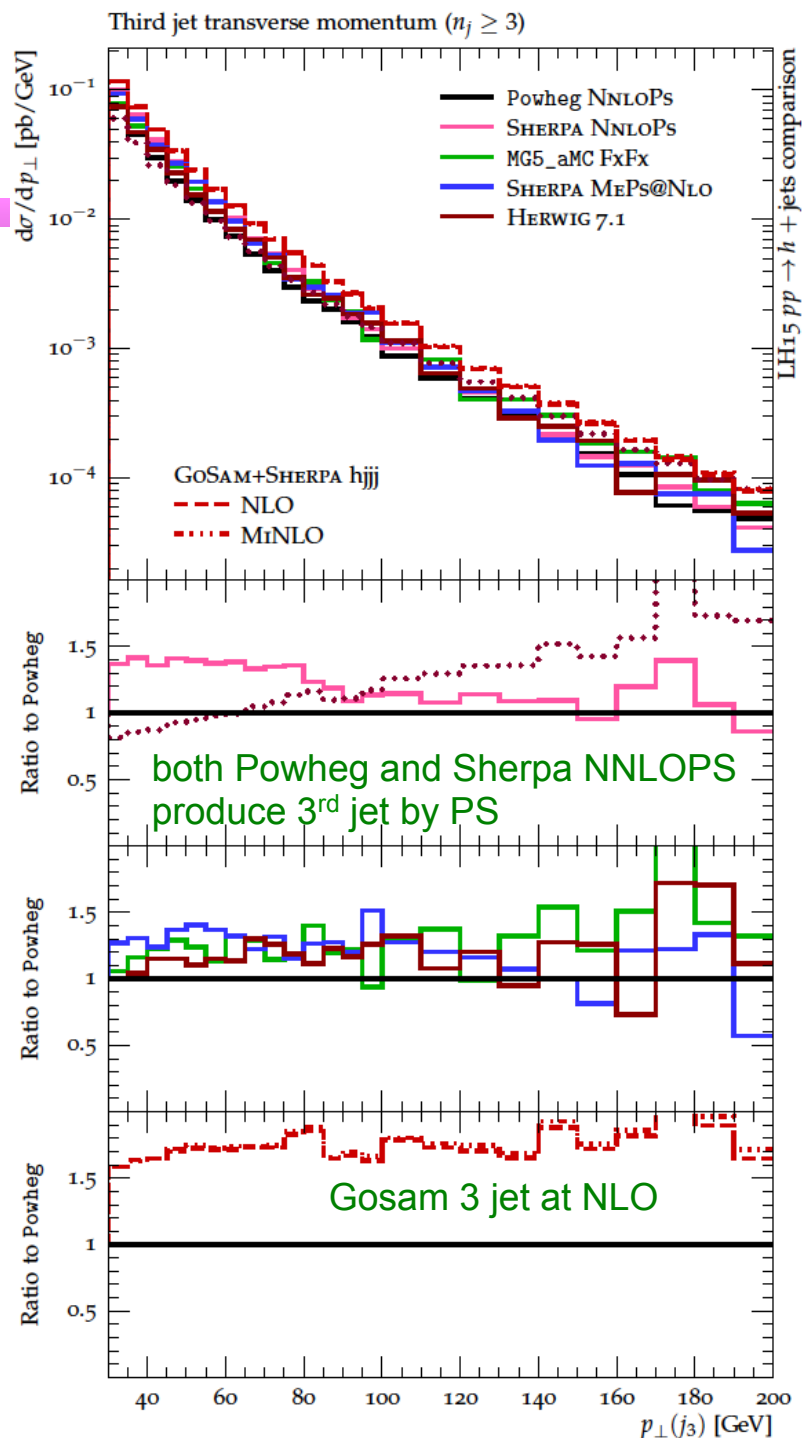 Third jet transverse momentum (nⱼ ≥ 3)
dσ/dp⊥ [pb/GeV]
LH15 pp → h + jets comparison
10⁻¹
10⁻²
10⁻³
10⁻⁴
Powheg NNLOPS
SHERPA NNLOPS
MG5_aMC FxFx
SHERPA MEPS@NLO
HERWIG 7.1
GOSAM+SHERPA hjjj
NLO
MINLO
Ratio to Powheg
1.5
1
0.5
both Powheg and Sherpa NNLOPS
produce 3rd jet by PS
Ratio to Powheg
1.5
1
0.5
Ratio to Powheg
1.5
1
0.5
Gosam 3 jet at NLO
40 60 80 100 120 140 160 180 200
p⊥(j₃) [GeV]